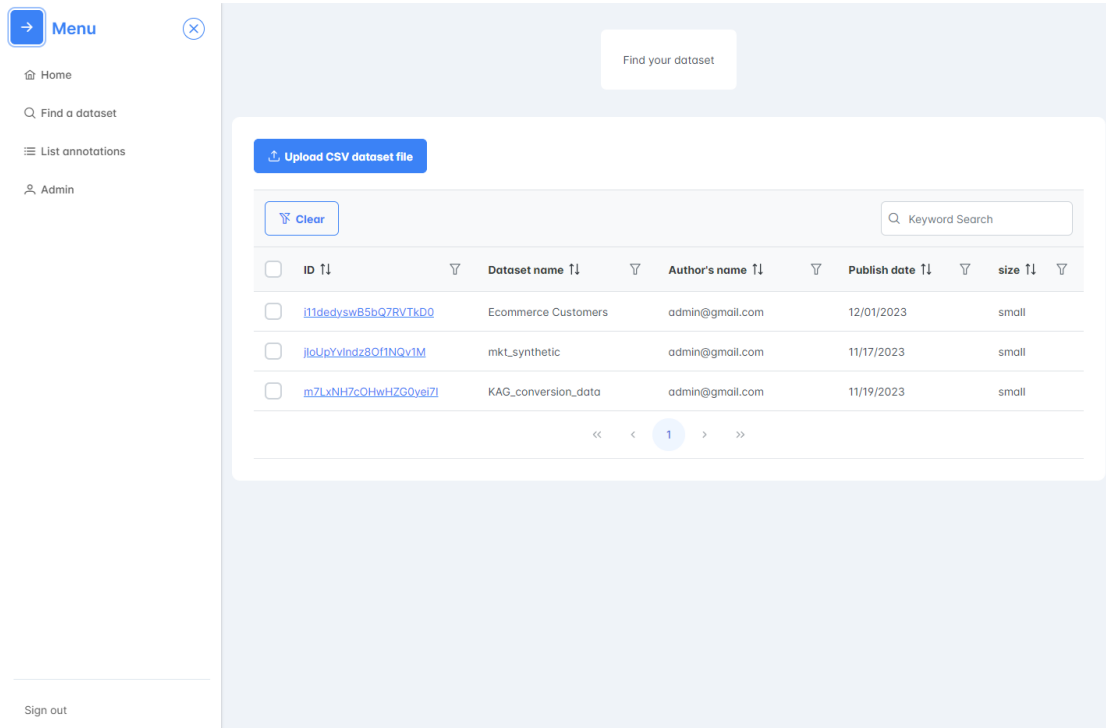 Menu
Home
Find a dataset
List annotations
Admin
Sign out
Find your dataset
Upload CSV dataset file
Clear
Keyword Search
ID Dataset name Author's name Publish date size
i11dedyswB5bQ7RVTkD0 Ecommerce Customers admin@gmail.com 12/01/2023 small
jloUpYvIndz8Of1NQv1M mkt_synthetic admin@gmail.com 11/17/2023 small
m7LxNH7cOHwHZG0yei7l KAG_conversion_data admin@gmail.com 11/19/2023 small
1